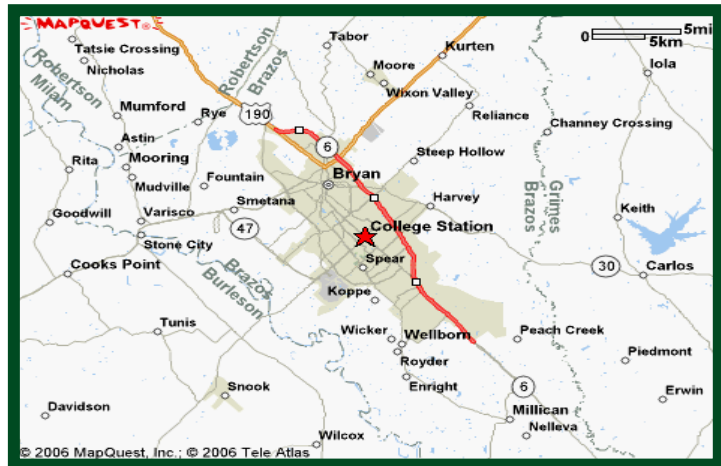 MAPQUEST®
5mi
0
5km
Tabor
Kurten
Tatsie Crossing
Nicholas
Moore
Iola
Robertson
Milam
Robertson
Brazos
Wixon Valley
Mumford
Rye
190
Reliance
Chaney Crossing
Astin
6
Rita
Mooring
Steep Hollow
Mudville
Fountain
Bryan
Goodwill
Varisco
Smetana
Harvey
Grimes
Brazos
Keith
47
College Station
Stone City
Cooks Point
Brazos
Burleson
Spear
30
Carlos
Koppe
Tunis
Wicker
Wellborn
Peach Creek
Royder
Piedmont
Snook
Enright
6
Erwin
Davidson
Millican
Nelleva
Wilcox
© 2006 MapQuest, Inc.; © 2006 Tele Atlas